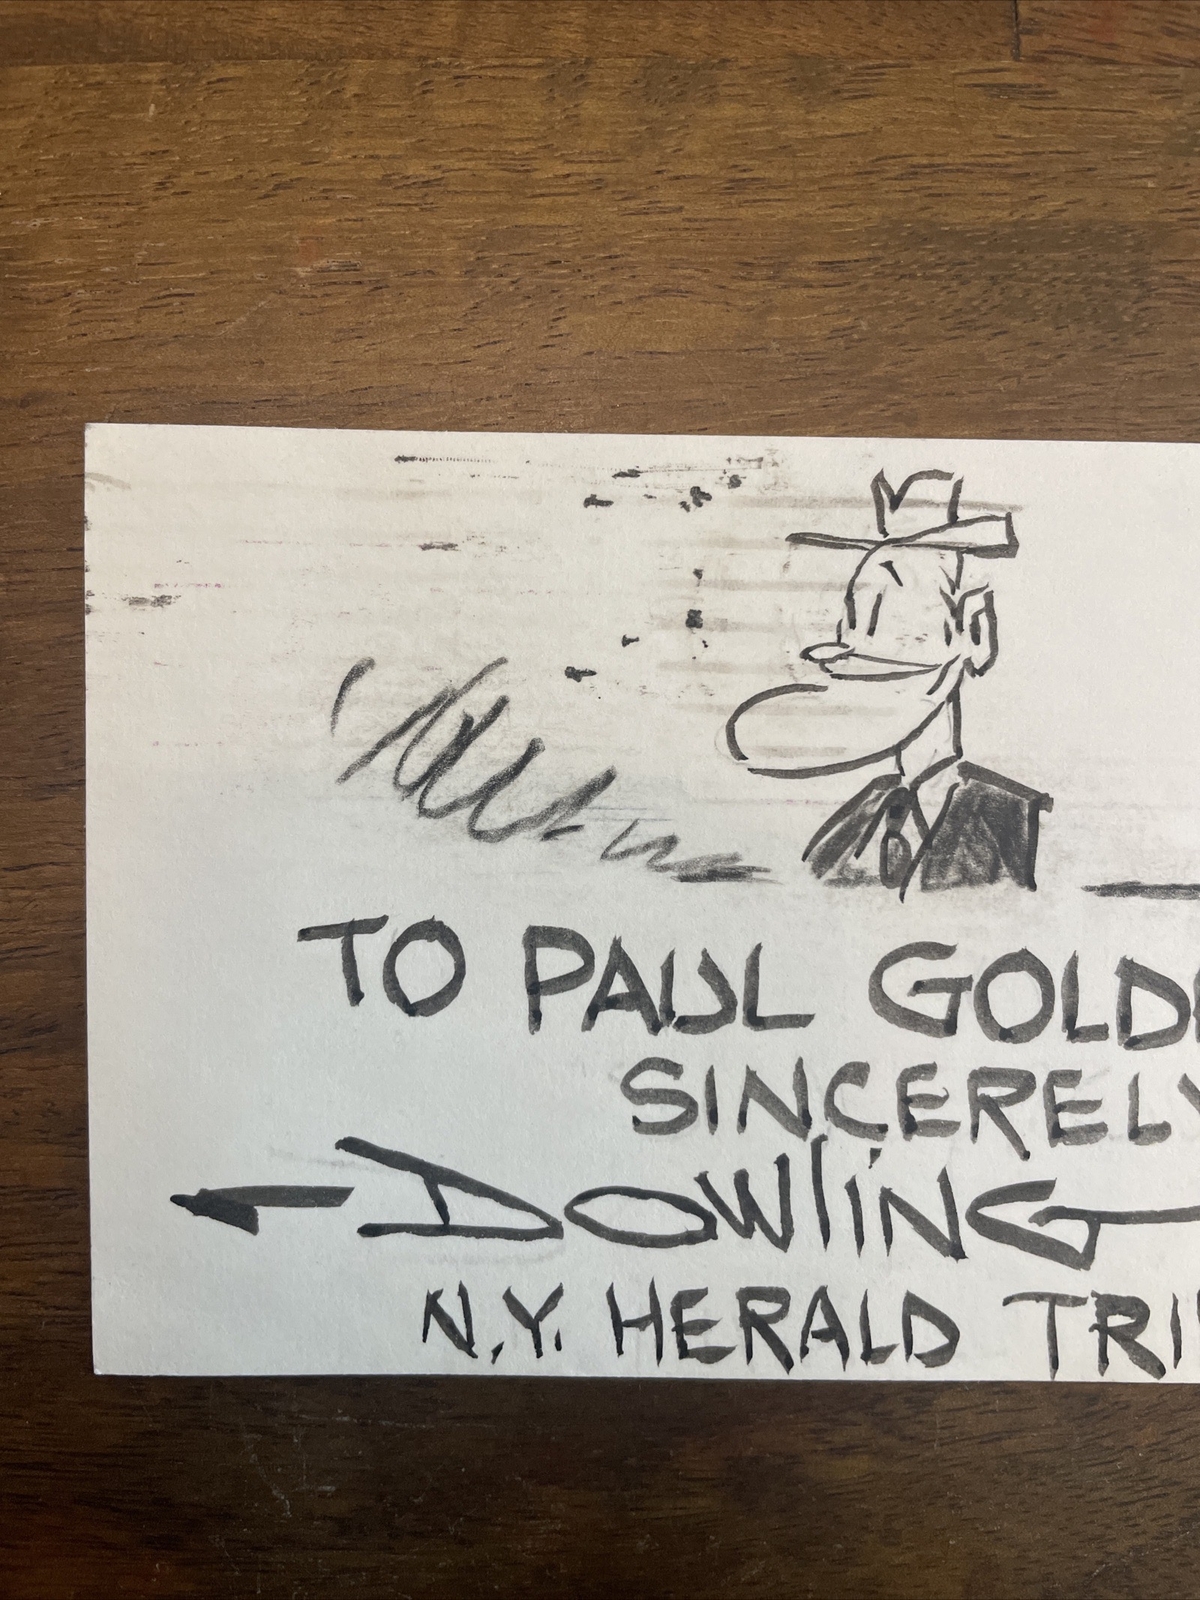 TO PAUL GOLD
SINCERELY
DOWLING
N.Y. HERALD TRI